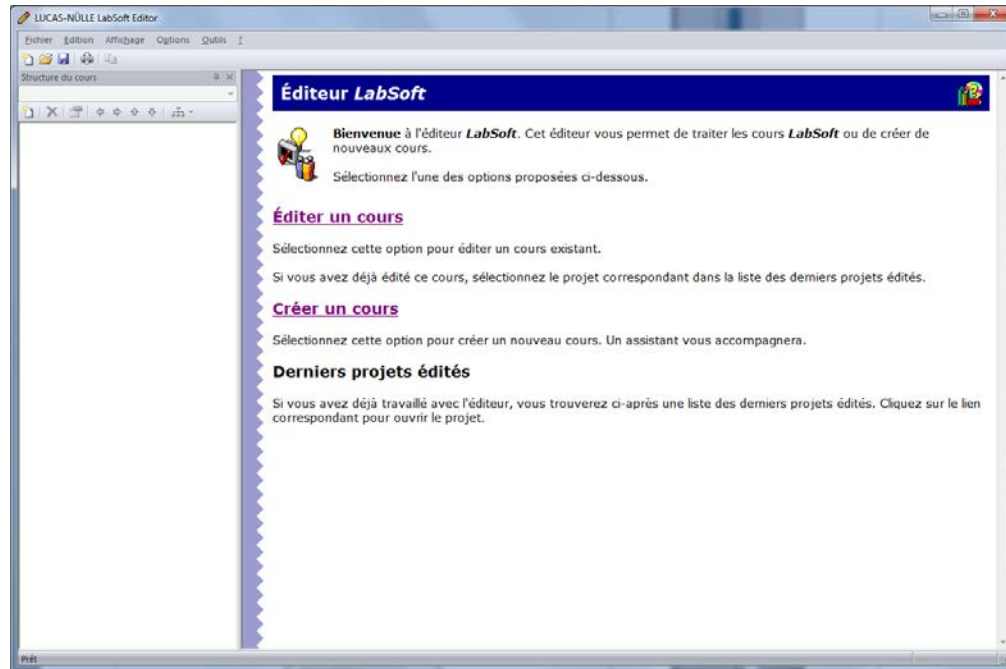 LUCAS-NÜLLE LabSoft Editor
Fichier Edition Affichage Options Outils ?
Structure du cours
Éditeur LabSoft
Bienvenue à l'éditeur LabSoft. Cet éditeur vous permet de traiter les cours LabSoft ou de créer de
nouveaux cours.
Sélectionnez l'une des options proposées ci-dessous.
Éditer un cours
Sélectionnez cette option pour éditer un cours existant.
Si vous avez déjà édité ce cours, sélectionnez le projet correspondant dans la liste des derniers projets édités.
Créer un cours
Sélectionnez cette option pour créer un nouveau cours. Un assistant vous accompagnera.
Derniers projets édités
Si vous avez déjà travaillé avec l'éditeur, vous trouverez ci-après une liste des derniers projets édités. Cliquez sur le lien
correspondant pour ouvrir le projet.
Prêt